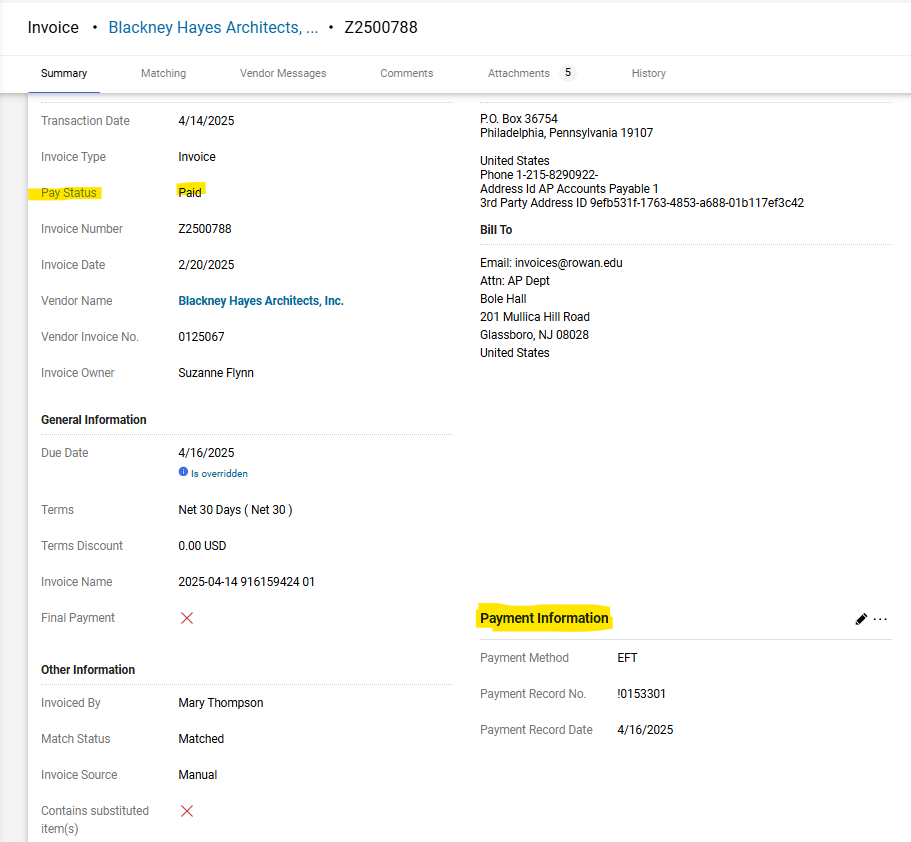 Invoice • Blackney Hayes Architects, ... • Z2500788
Summary Matching Vendor Messages Comments Attachments 5 History
Transaction Date 4/14/2025
Invoice Type Invoice
Pay Status Paid
Invoice Number Z2500788
Invoice Date 2/20/2025
Vendor Name Blackney Hayes Architects, Inc.
Vendor Invoice No. 0125067
Invoice Owner Suzanne Flynn
General Information
Due Date 4/16/2025
Is overridden
Terms Net 30 Days ( Net 30 )
Terms Discount 0.00 USD
Invoice Name 2025-04-14 916159424 01
Final Payment
Other Information
Invoiced By Mary Thompson
Match Status Matched
Invoice Source Manual
Contains substituted
item(s)
P.O. Box 36754
Philadelphia, Pennsylvania 19107
United States
Phone 1-215-8290922-
Address Id AP Accounts Payable 1
3rd Party Address ID 9efb531f-1763-4853-a688-01b117ef3c42
Bill To
Email: invoices@rowan.edu
Attn: AP Dept
Bole Hall
201 Mullica Hill Road
Glassboro, NJ 08028
United States
Payment Information
Payment Method EFT
Payment Record No. !0153301
Payment Record Date 4/16/2025